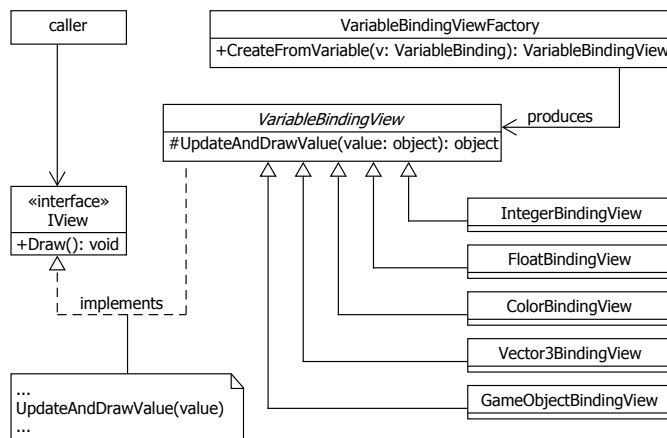 caller
VariableBindingViewFactory
+CreateFromVariable(v: VariableBinding): VariableBindingView
produces
VariableBindingView
#UpdateAndDrawValue(value: object): object
«interface»
IView
+Draw(): void
implements
IntegerBindingView
FloatBindingView
ColorBindingView
Vector3BindingView
GameObjectBindingView
...
UpdateAndDrawValue(value)
...